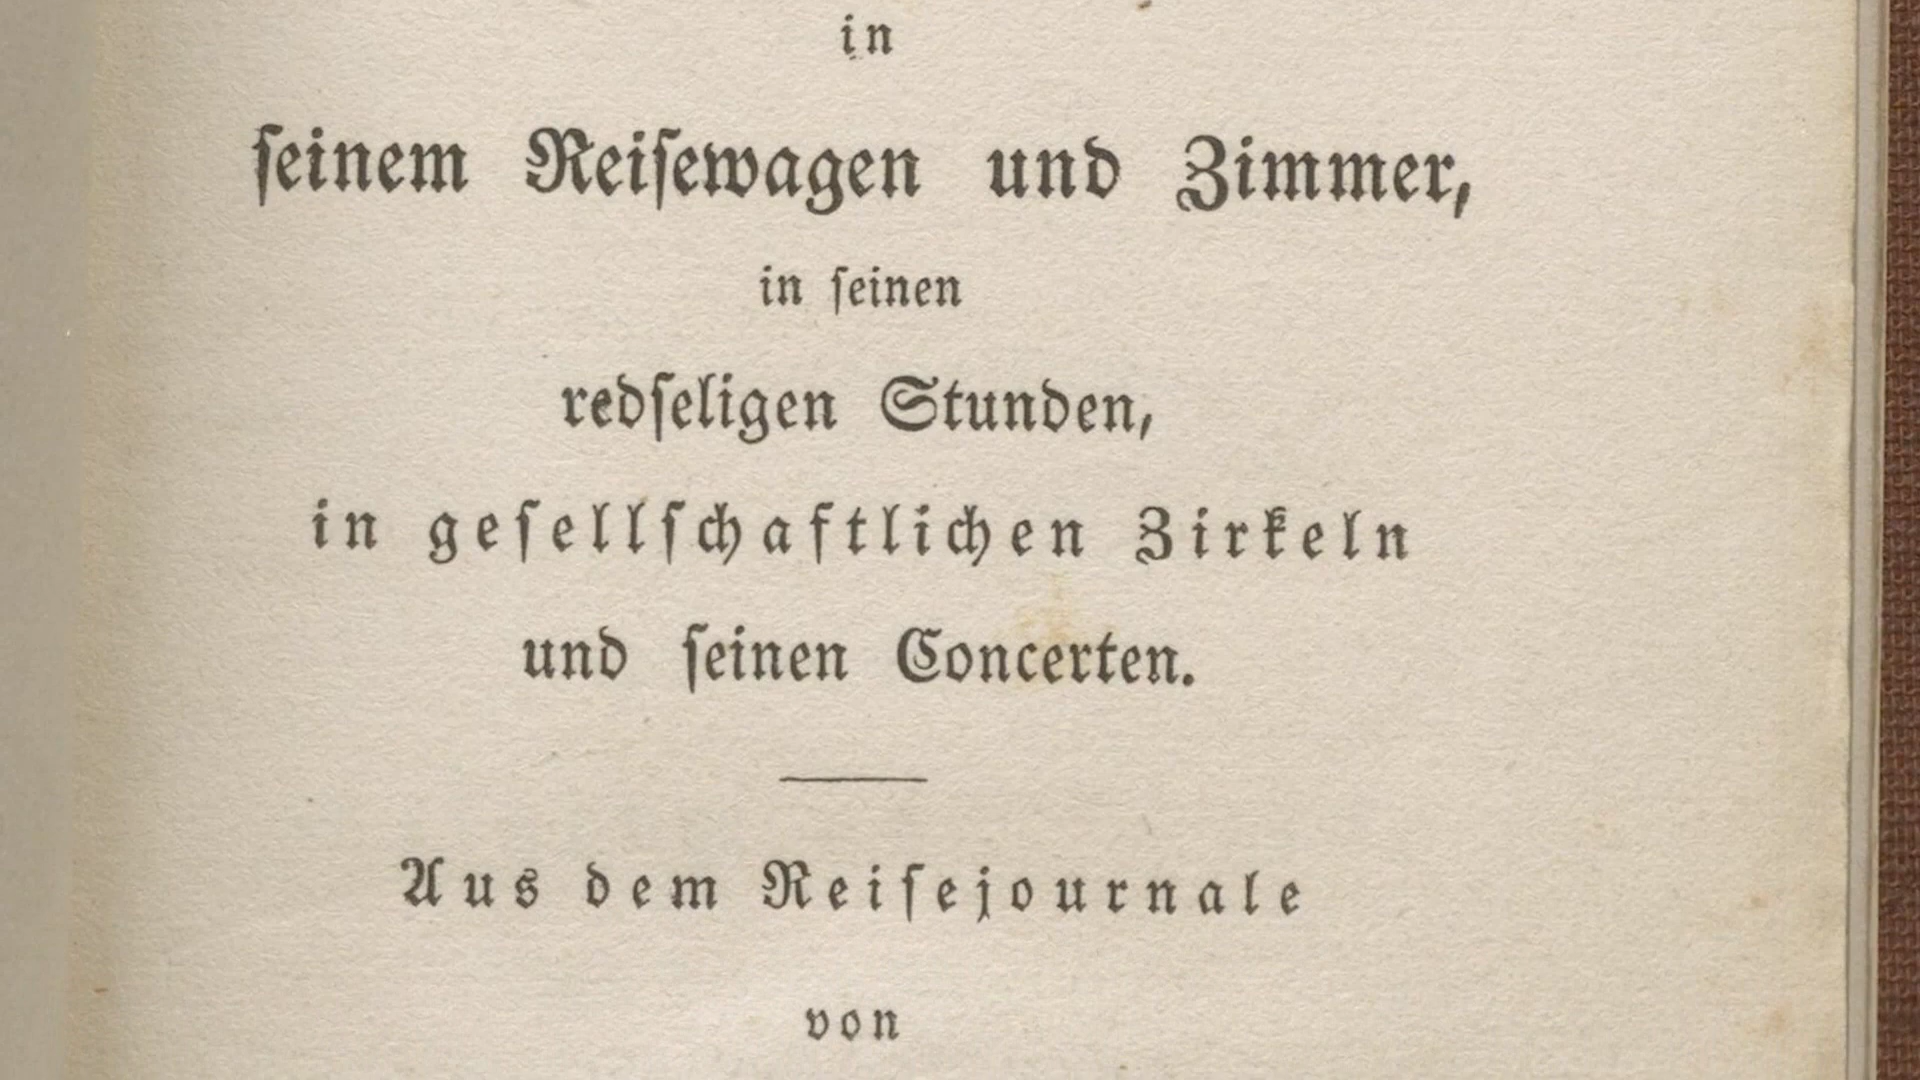 in
ſeinem Reiſewagen und Zimmer,
in ſeinen
redſeligen Stunden,
in geſellſchaftlichen Zirkeln
und ſeinen Concerten.
Aus dem Reiſejournale
von